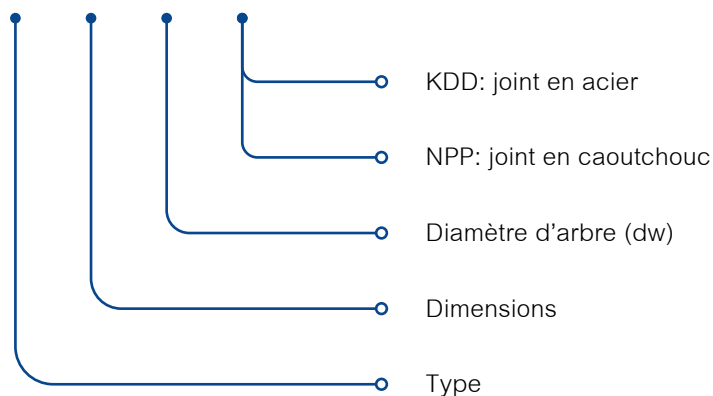 KDD: joint en acier
NPP: joint en caoutchouc
Diamètre d’arbre (dw)
Dimensions
Type